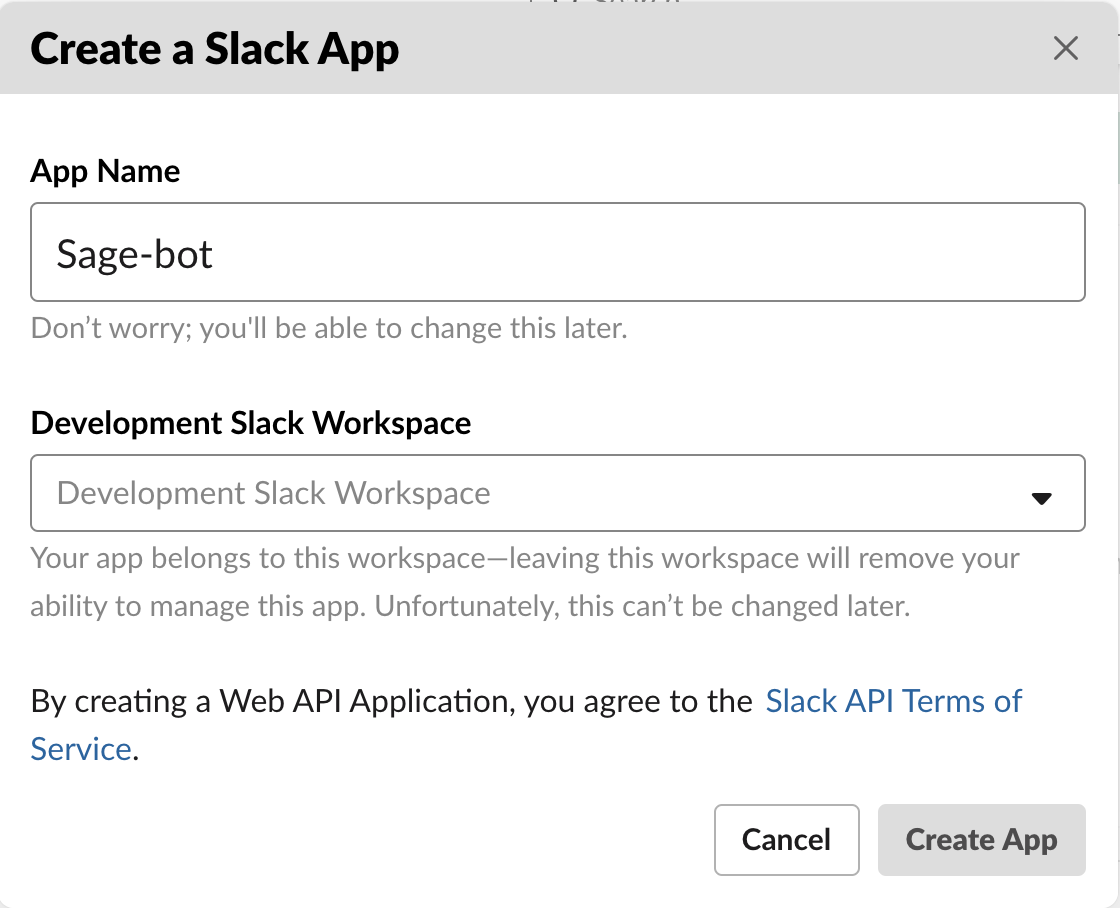 Create a Slack App
App Name
Sage-bot
Don’t worry; you'll be able to change this later.
Development Slack Workspace
Development Slack Workspace
Your app belongs to this workspace—leaving this workspace will remove your
ability to manage this app. Unfortunately, this can’t be changed later.
By creating a Web API Application, you agree to the Slack API Terms of
Service.
Cancel
Create App